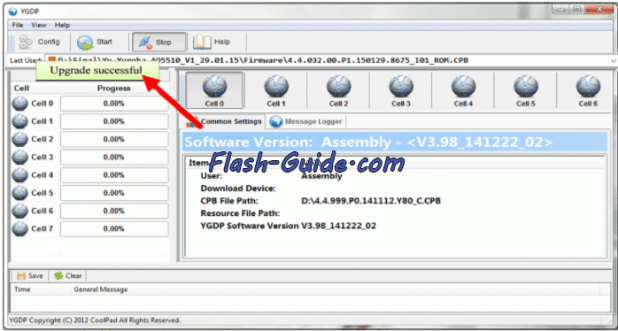 YGDP
File View Help
Config Start Stop Help
Last Used D:\Final\Yu Yunqha AO5510_V1_29.01.15\Firmware\4.4.032.00.P1.150129.8675_I01_ROM.CPB
Upgrade successful
Cell Progress
Cell 0 0.00%
Cell 1 0.00%
Cell 2 0.00%
Cell 3 0.00%
Cell 4 0.00%
Cell 5 0.00%
Cell 6 0.00%
Cell 7 0.00%
Cell 0 Cell 1 Cell 2 Cell 3 Cell 4 Cell 5 Cell 6
Common Settings Message Logger
Software Version: Assembly - <V3.98_141222_02>
Item
Flash-Guide.com
User: Assembly
Download Device:
CPB File Path: D:\4.4.999.P0.141112.Y80_C.CPB
Resource File Path:
YGDP Software Version V3.98_141222_02
Save Clear
Time General Message
YGDP Copyright (C) 2012 CoolPad All Rights Reserved.